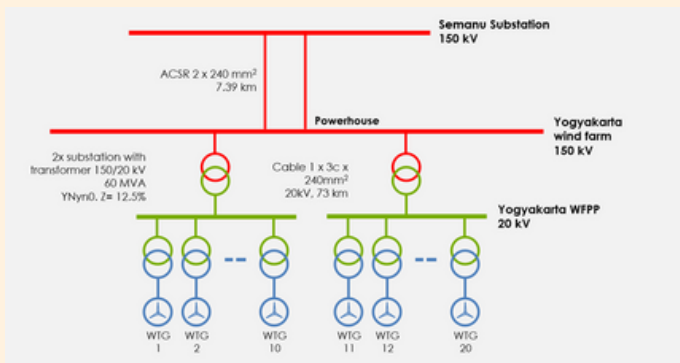 Semanu Substation
150 kV
ACSR 2 x 240 mm²
7.39 km
Powerhouse
Yogyakarta
wind farm
150 kV
2x substation with
transformer 150/20 kV
60 MVA
YNyn0. Z= 12.5%
Cable 1 x 3c x
240mm²
20kV, 73 km
Yogyakarta WFPP
20 kV
WTG
1
WTG
2
WTG
10
WTG
11
WTG
12
WTG
20